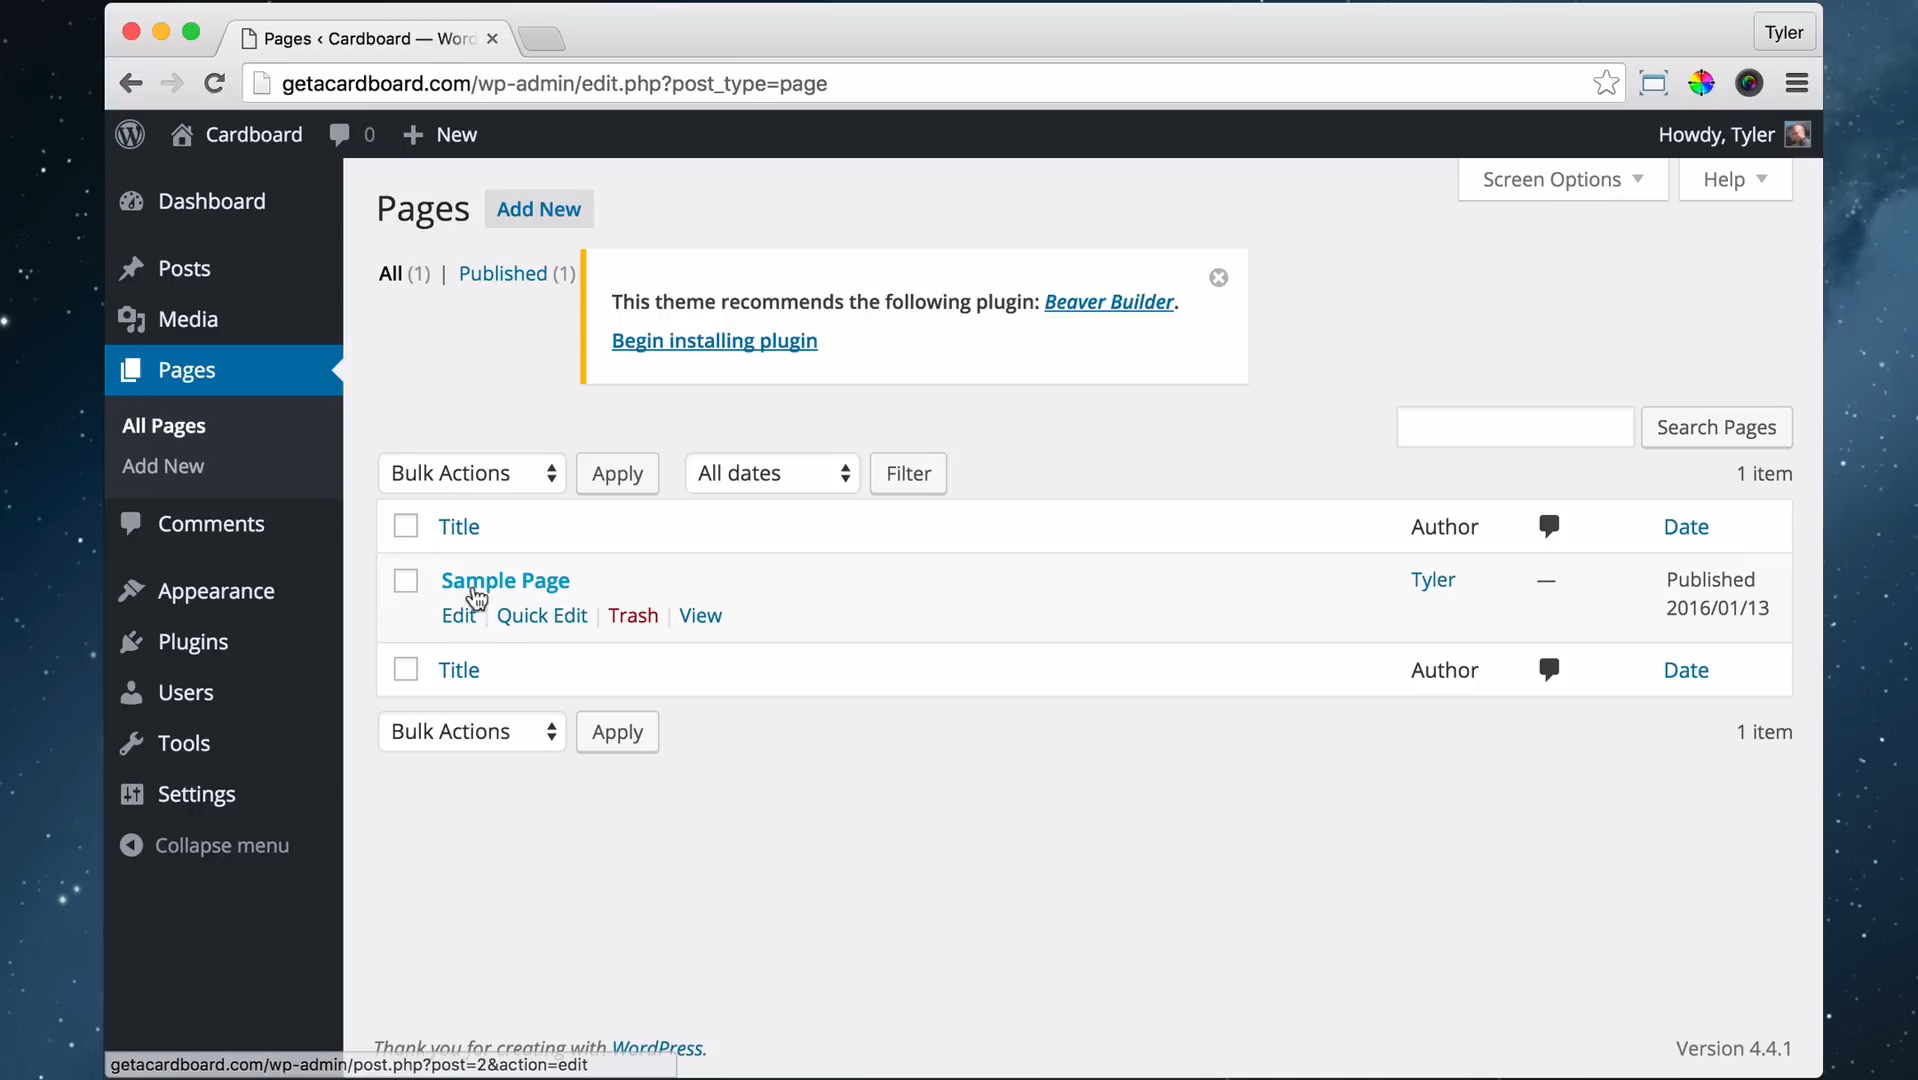 Pages ‹ Cardboard — Wor
Tyler
getacardboard.com/wp-admin/edit.php?post_type=page
Cardboard 0 New Howdy, Tyler
Screen Options Help
Dashboard
Posts
Media
Pages
All Pages
Add New
Comments
Appearance
Plugins
Users
Tools
Settings
Collapse menu
Pages Add New
All (1) | Published (1)
This theme recommends the following plugin: Beaver Builder.
Begin installing plugin
Search Pages
Bulk Actions Apply All dates Filter 1 item
Title Author Date
Sample Page Tyler — Published
2016/01/13
Edit | Quick Edit | Trash | View
Title Author Date
Bulk Actions Apply 1 item
Thank you for creating with WordPress. Version 4.4.1
getacardboard.com/wp-admin/post.php?post=2&action=edit